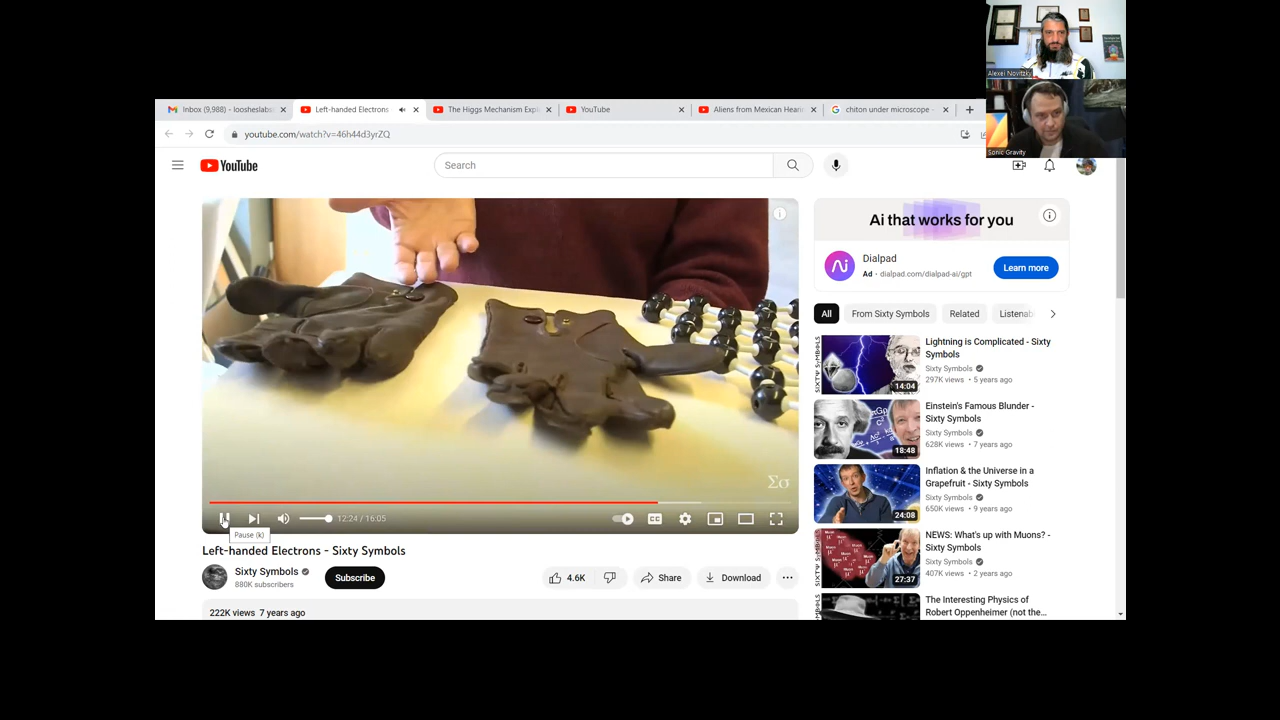 Alexei Novitzky
Sonic Gravity
Inbox (9,988) - loosheslabs
Left-handed Electrons
The Higgs Mechanism Expl
YouTube
Aliens from Mexican Hear
chiton under microscope -
youtube.com/watch?v=46h44d3yrZQ
YouTube
Search
Σσ
12:24 / 16:05
CC
Pause (k)
Left-handed Electrons - Sixty Symbols
Sixty Symbols
880K subscribers
Subscribe
4.6K
Share
Download
222K views 7 years ago
Ai that works for you
Ai
Dialpad
Ad • dialpad.com/dialpad-ai/gpt
Learn more
All
From Sixty Symbols
Related
Listenab
14:04
Lightning is Complicated - Sixty
Symbols
Sixty Symbols
297K views • 5 years ago
18:48
Einstein's Famous Blunder -
Sixty Symbols
Sixty Symbols
628K views • 7 years ago
24:08
Inflation & the Universe in a
Grapefruit - Sixty Symbols
Sixty Symbols
650K views • 9 years ago
27:37
NEWS: What's up with Muons? -
Sixty Symbols
Sixty Symbols
407K views • 2 years ago
The Interesting Physics of
Robert Oppenheimer (not the...